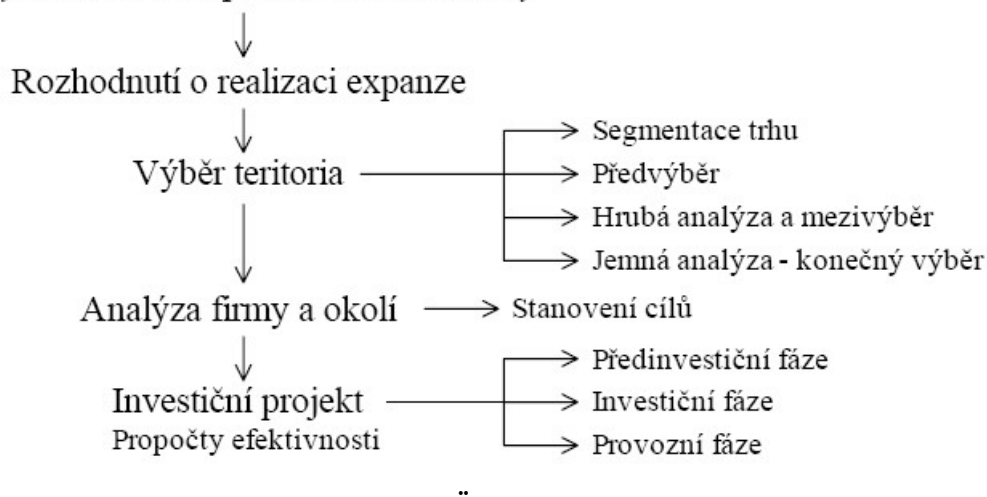 Rozhodnutí o realizaci expanze
Výběr teritoria
Segmentace trhu
Předvýběr
Hrubá analýza a mezivýběr
Jemná analýza - konečný výběr
Analýza firmy a okolí
Stanovení cílů
Investiční projekt
Propočty efektivnosti
Předinvestiční fáze
Investiční fáze
Provozní fáze